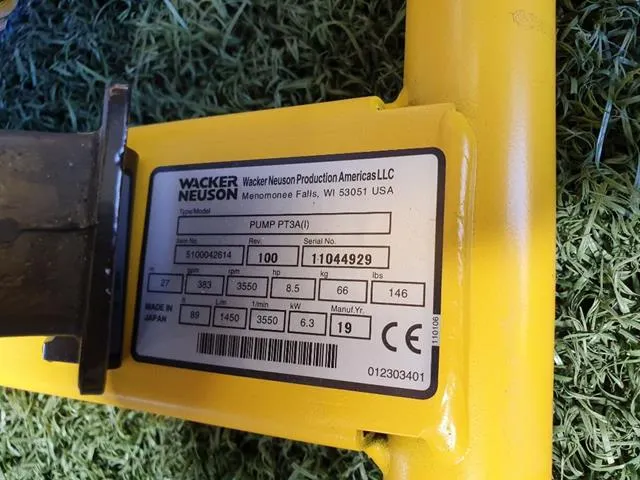 WACKER
NEUSON
Wacker Neuson Production Americas LLC
Menomonee Falls, WI 53051 USA
Type/Model
PUMP PT3A(I)
Item No. Rev. Serial No.
5100042614 100 11044929
m gpm rpm hp kg lbs
27 383 3550 8.5 66 146
ft L/m 1/min kW Manuf.Yr.
MADE IN
JAPAN
89 1450 3550 6.3 19
CE
110106
012303401